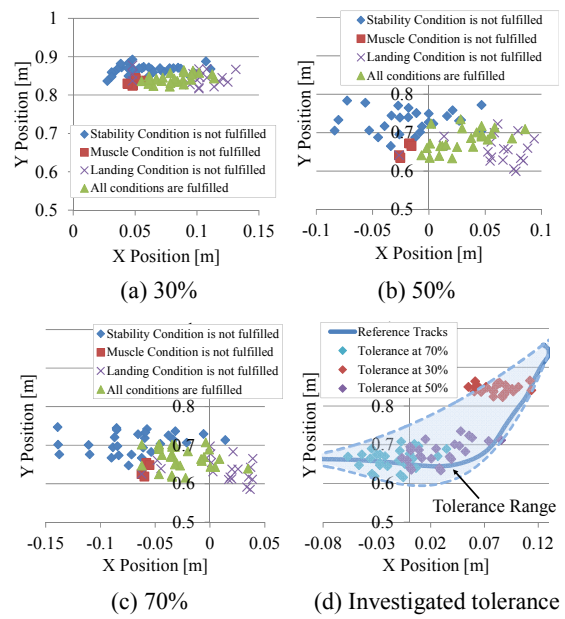 Y Position [m]
1
0.9
0.8
0.7
0.6
0.5
Stability Condition is not fulfilled
Muscle Condition is not fulfilled
Landing Condition is not fulfilled
All conditions are fulfilled
0
0.05
0.1
0.15
X Position [m]
(a) 30%
Y Position [m]
0.9
0.8
0.7
0.6
0.5
Stability Condition is not fulfilled
Muscle Condition is not fulfilled
Landing Condition is not fulfilled
All conditions are fulfilled
-0.1
-0.05
0
0.05
0.1
X Position [m]
(b) 50%
Y Position [m]
0.8
0.7
0.6
0.5
Stability Condition is not fulfilled
Muscle Condition is not fulfilled
Landing Condition is not fulfilled
All conditions are fulfilled
-0.15
-0.1
-0.05
0
0.05
X Position [m]
(c) 70%
Y Position [m]
0.8
0.7
0.6
0.5
Reference Tracks
Tolerance at 70%
Tolerance at 30%
Tolerance at 50%
Tolerance Range
-0.08
-0.03
0.02
0.07
0.12
X Position [m]
(d) Investigated tolerance